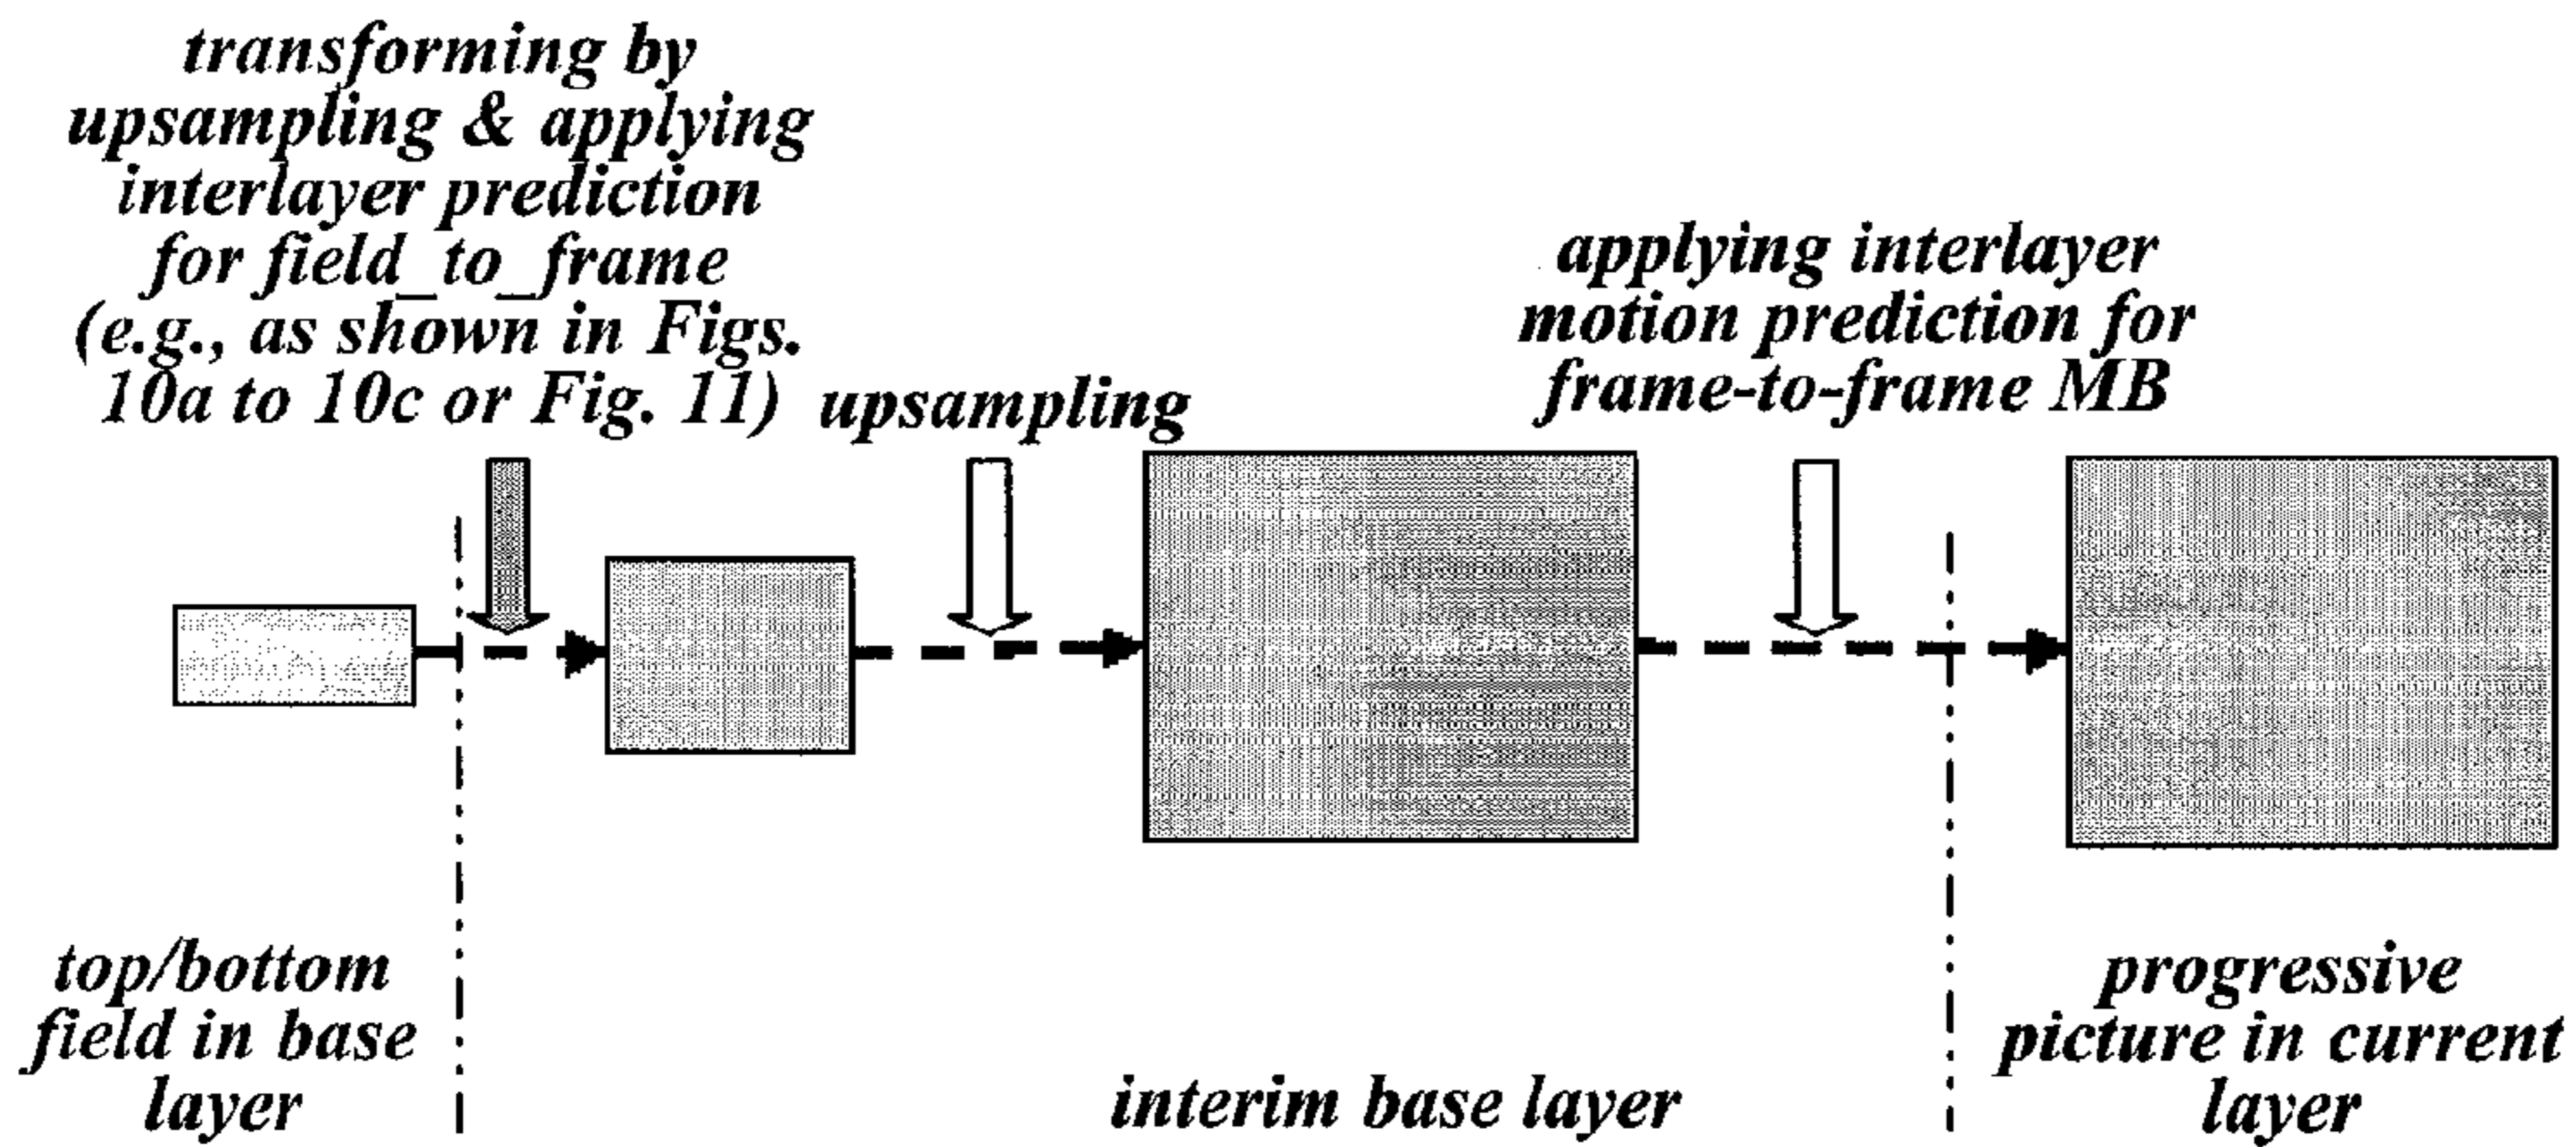 transforming by
upsampling & applying
interlayer prediction
for field_to_frame
(e.g., as shown in Figs.
10a to 10c or Fig. 11)
upsampling
applying interlayer
motion prediction for
frame-to-frame MB
top/bottom
field in base
layer
interim base layer
progressive
picture in current
layer